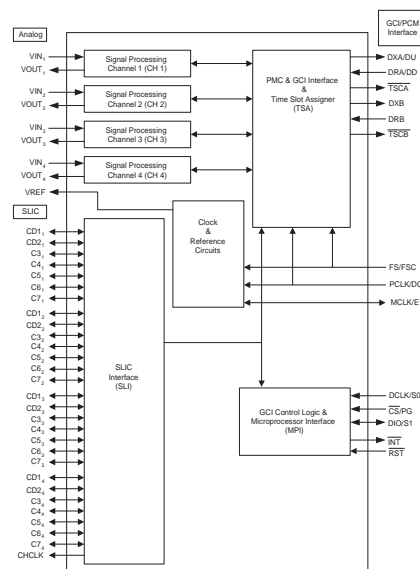 Analog
GCI/PCM
Interface
VIN1
VOUT1
Signal Processing
Channel 1 (CH 1)
VIN2
VOUT2
Signal Processing
Channel 2 (CH 2)
VIN3
VOUT3
Signal Processing
Channel 3 (CH 3)
VIN4
VOUT4
Signal Processing
Channel 4 (CH 4)
VREF
PMC & GCI Interface
&
Time Slot Assigner
(TSA)
DXA/DU
DRA/DD
TSCA
DXB
DRB
TSCB
SLIC
Clock
&
Reference
Circuits
FS/FSC
PCLK/DC
MCLK/E
CD11
CD21
C31
C41
C51
C61
C71
CD12
CD22
C32
C42
C52
C62
C72
CD13
CD23
C33
C43
C53
C63
C73
CD14
CD24
C34
C44
C54
C64
C74
CHCLK
SLIC
Interface
(SLI)
GCI Control Logic &
Microprocessor Interface
(MPI)
DCLK/S0
CS/PG
DIO/S1
INT
RST